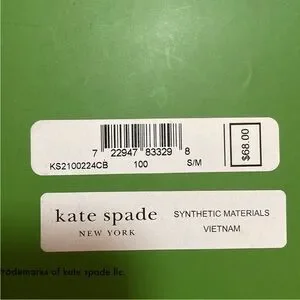 7 22947 83329 8
KS2100224CB 100 S/M
$68.00
kate spade
NEW YORK
SYNTHETIC MATERIALS
VIETNAM
trademarks of kate spade llc.